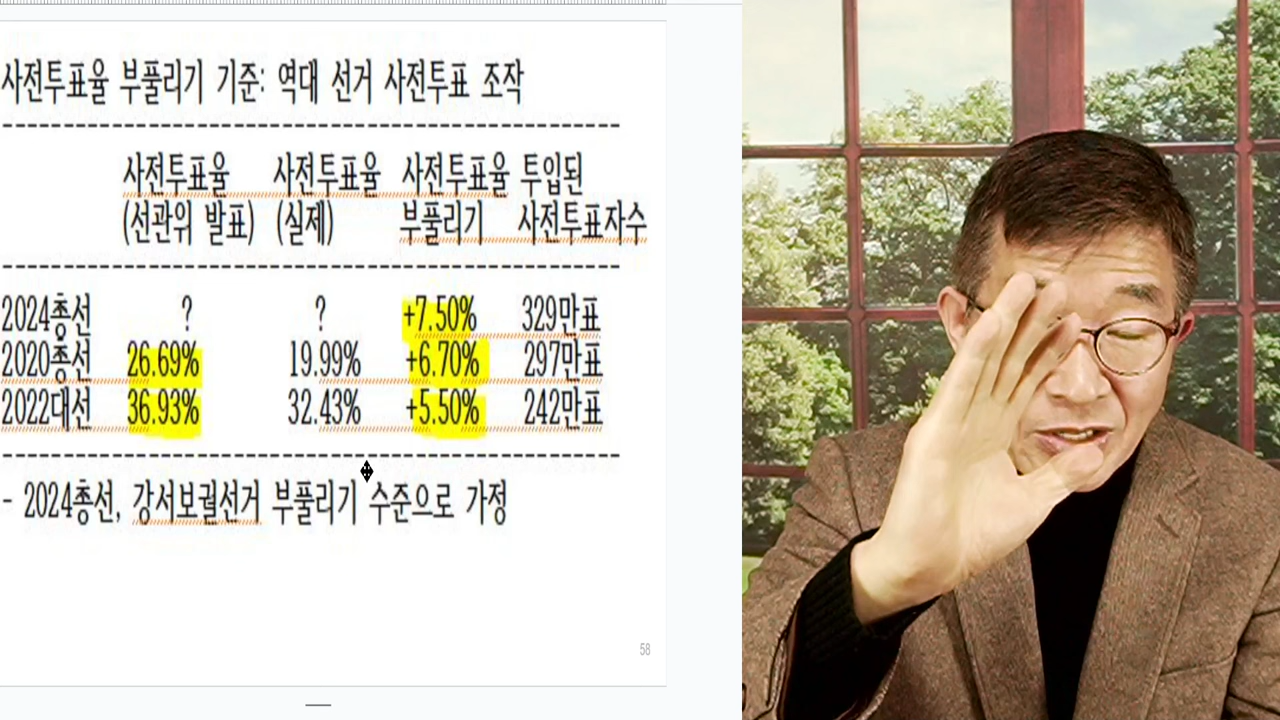 사전투표율 부풀리기 기준: 역대 선거 사전투표 조작
사전투표율 사전투표율 사전투표율 투입된
(선관위 발표) (실제) 부풀리기 사전투표자수
2024총선 ? ? +7.50% 329만표
2020총선 26.69% 19.99% +6.70% 297만표
2022대선 36.93% 32.43% +5.50% 242만표
- 2024총선, 강서보궐선거 부풀리기 수준으로 가정
58